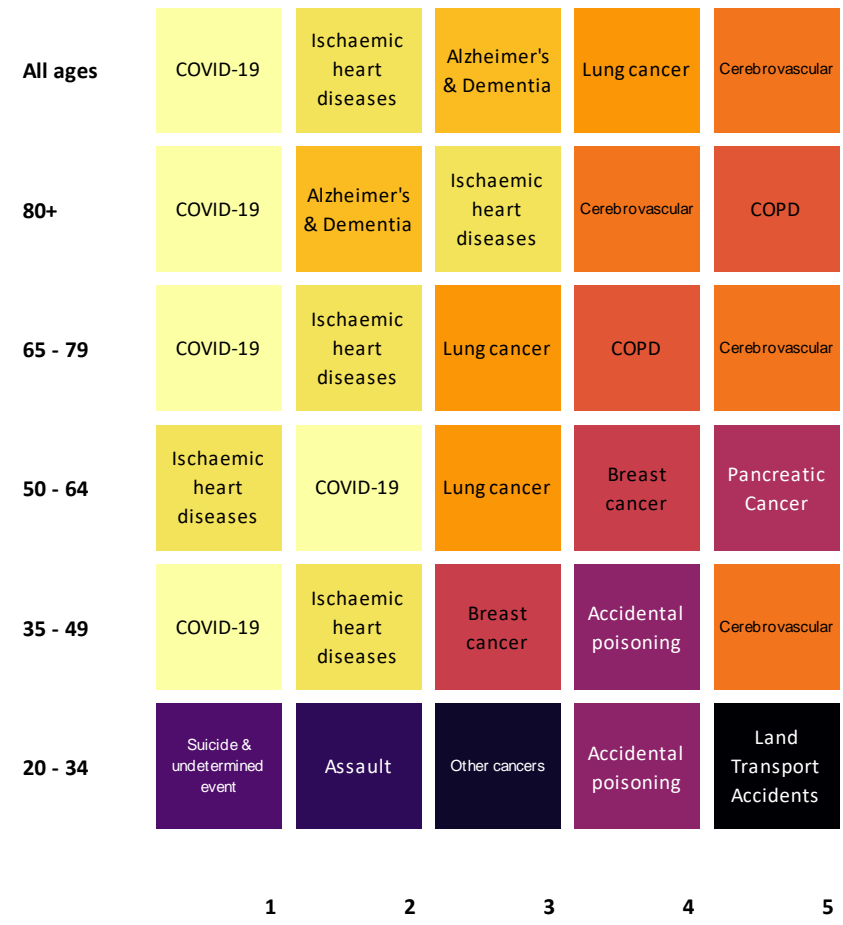 All ages
COVID-19
Ischaemic
heart
diseases
Alzheimer's
& Dementia
Lung cancer
Cerebrovascular
80+
COVID-19
Alzheimer's
& Dementia
Ischaemic
heart
diseases
Cerebrovascular
COPD
65 - 79
COVID-19
Ischaemic
heart
diseases
Lung cancer
COPD
Cerebrovascular
50 - 64
Ischaemic
heart
diseases
COVID-19
Lung cancer
Breast
cancer
Pancreatic
Cancer
35 - 49
COVID-19
Ischaemic
heart
diseases
Breast
cancer
Accidental
poisoning
Cerebrovascular
20 - 34
Suicide &
undetermined
event
Assault
Other cancers
Accidental
poisoning
Land
Transport
Accidents
1 2 3 4 5